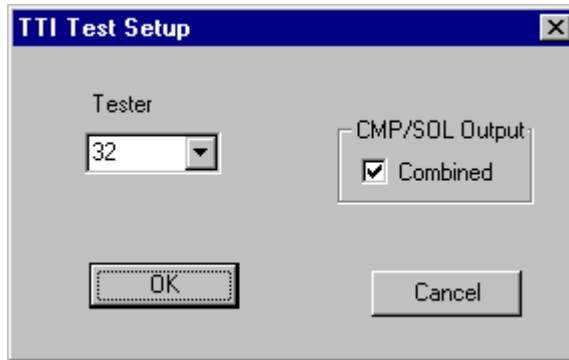 TTI Test Setup
Tester
32
CMP/SOL Output
Combined
OK
Cancel